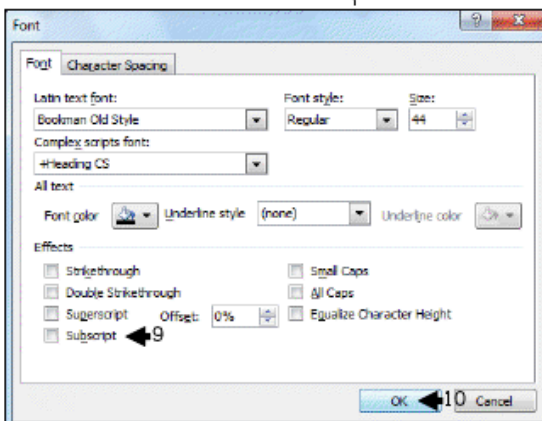 Font
Font Character Spacing
Latin text font: Font style: Size:
Bookman Old Style Regular 44
Complex scripts font:
+Heading CS
All text
Font color Underline style (none) Underline color
Effects
Strikethrough Small Caps
Double Strikethrough All Caps
Superscript Offset: 0% Equalize Character Height
Subscript 9
OK 10 Cancel